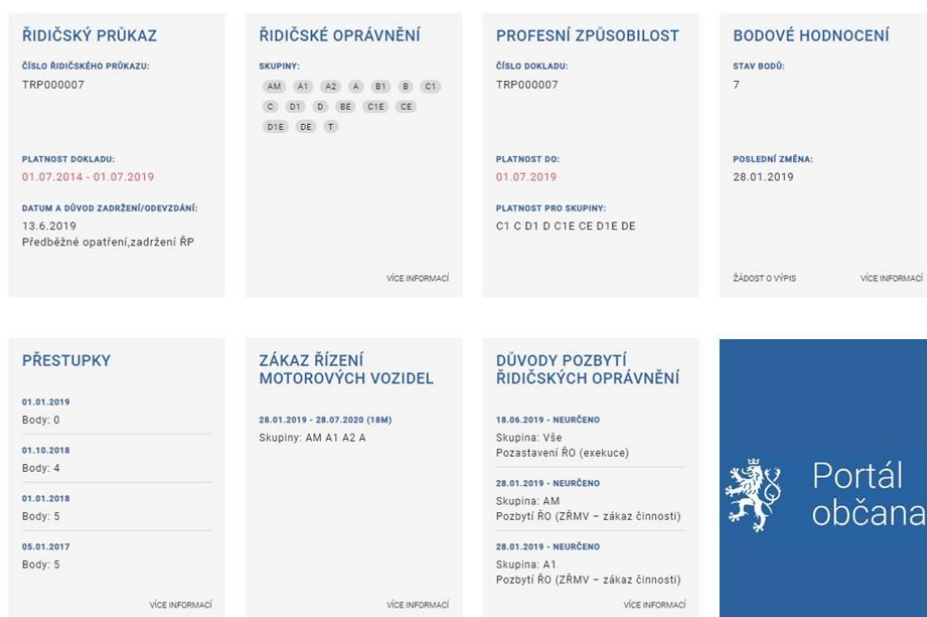 ŘIDIČSKÝ PRŮKAZ
ČÍSLO ŘIDIČSKÉHO PRŮKAZU:
TRP000007
PLATNOST DOKLADU:
01.07.2014 - 01.07.2019
DATUM A DŮVOD ZADRŽENÍ/ODEVZDÁNÍ:
13.6.2019
Předběžné opatření,zadržení ŘP
ŘIDIČSKÉ OPRÁVNĚNÍ
SKUPINY:
AM A1 A2 A B1 B C1
C D1 D BE C1E CE
D1E DE T
VÍCE INFORMACÍ
PROFESNÍ ZPŮSOBILOST
ČÍSLO DOKLADU:
TRP000007
PLATNOST DO:
01.07.2019
PLATNOST PRO SKUPINY:
C1 C D1 D C1E CE D1E DE
BODOVÉ HODNOCENÍ
STAV BODŮ:
7
POSLEDNÍ ZMĚNA:
28.01.2019
ŽÁDOST O VÝPIS VÍCE INFORMACÍ
PŘESTUPKY
01.01.2019
Body: 0
01.10.2018
Body: 4
01.01.2018
Body: 5
05.01.2017
Body: 5
VÍCE INFORMACÍ
ZÁKAZ ŘÍZENÍ
MOTOROVÝCH VOZIDEL
28.01.2019 - 28.07.2020 (18M)
Skupiny: AM A1 A2 A
VÍCE INFORMACÍ
DŮVODY POZBYTÍ
ŘIDIČSKÝCH OPRÁVNĚNÍ
18.06.2019 - NEURČENO
Skupina: Vše
Pozastavení ŘO (exekuce)
28.01.2019 - NEURČENO
Skupina: AM
Pozbytí ŘO (ZŘMV – zákaz činnosti)
28.01.2019 - NEURČENO
Skupina: A1
Pozbytí ŘO (ZŘMV – zákaz činnosti)
VÍCE INFORMACÍ
Portál
občana